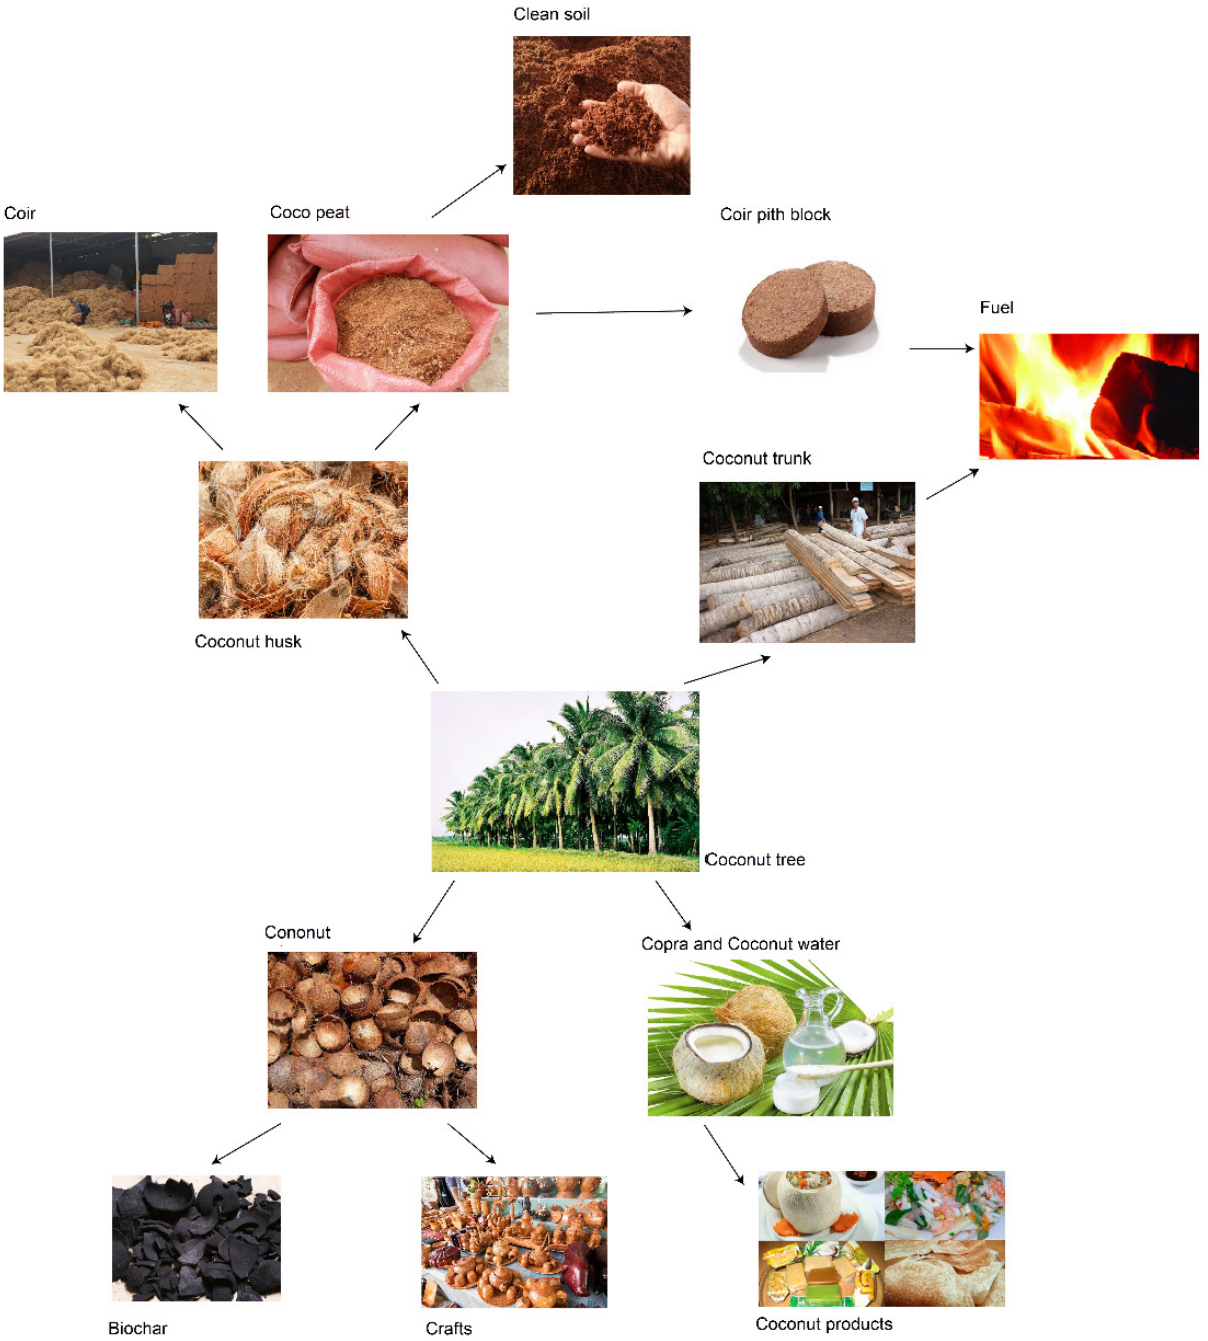 Clean soil
Coir
Coco peat
Coir pith block
Fuel
Coconut trunk
Coconut husk
Coconut tree
Cononut
Copra and Coconut water
Biochar
Crafts
Coconut products